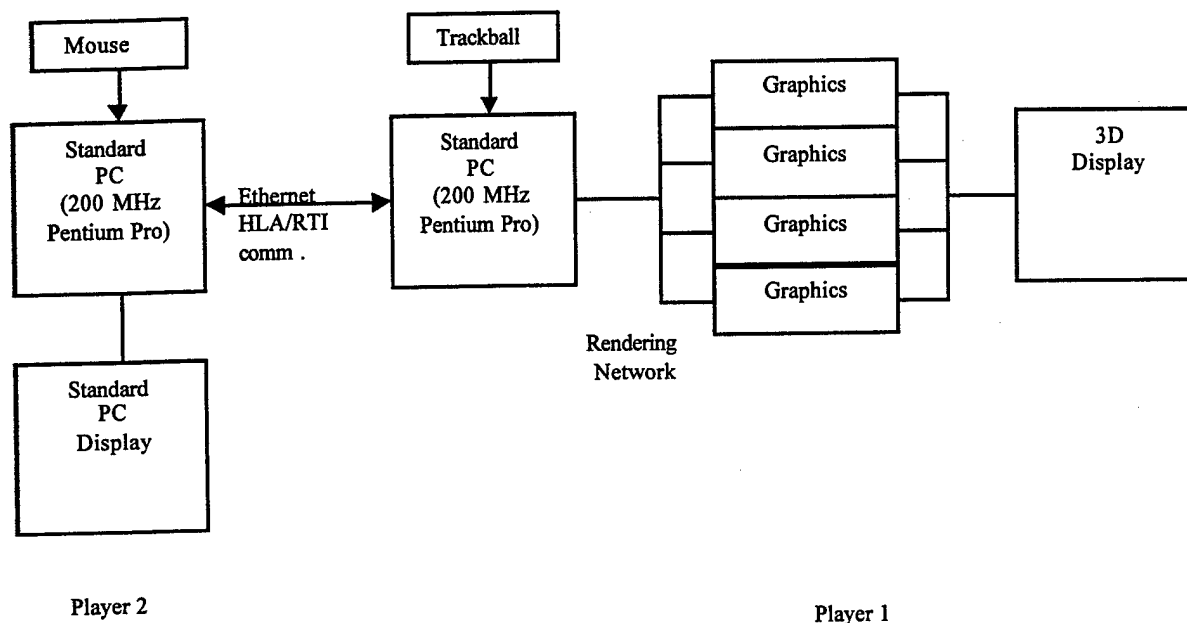 Mouse
Trackball
Standard
PC
(200 MHz
Pentium Pro)
Ethernet
HLA/RTI
comm .
Standard
PC
(200 MHz
Pentium Pro)
Graphics
Graphics
Graphics
Graphics
3D
Display
Rendering
Network
Standard
PC
Display
Player 2
Player 1